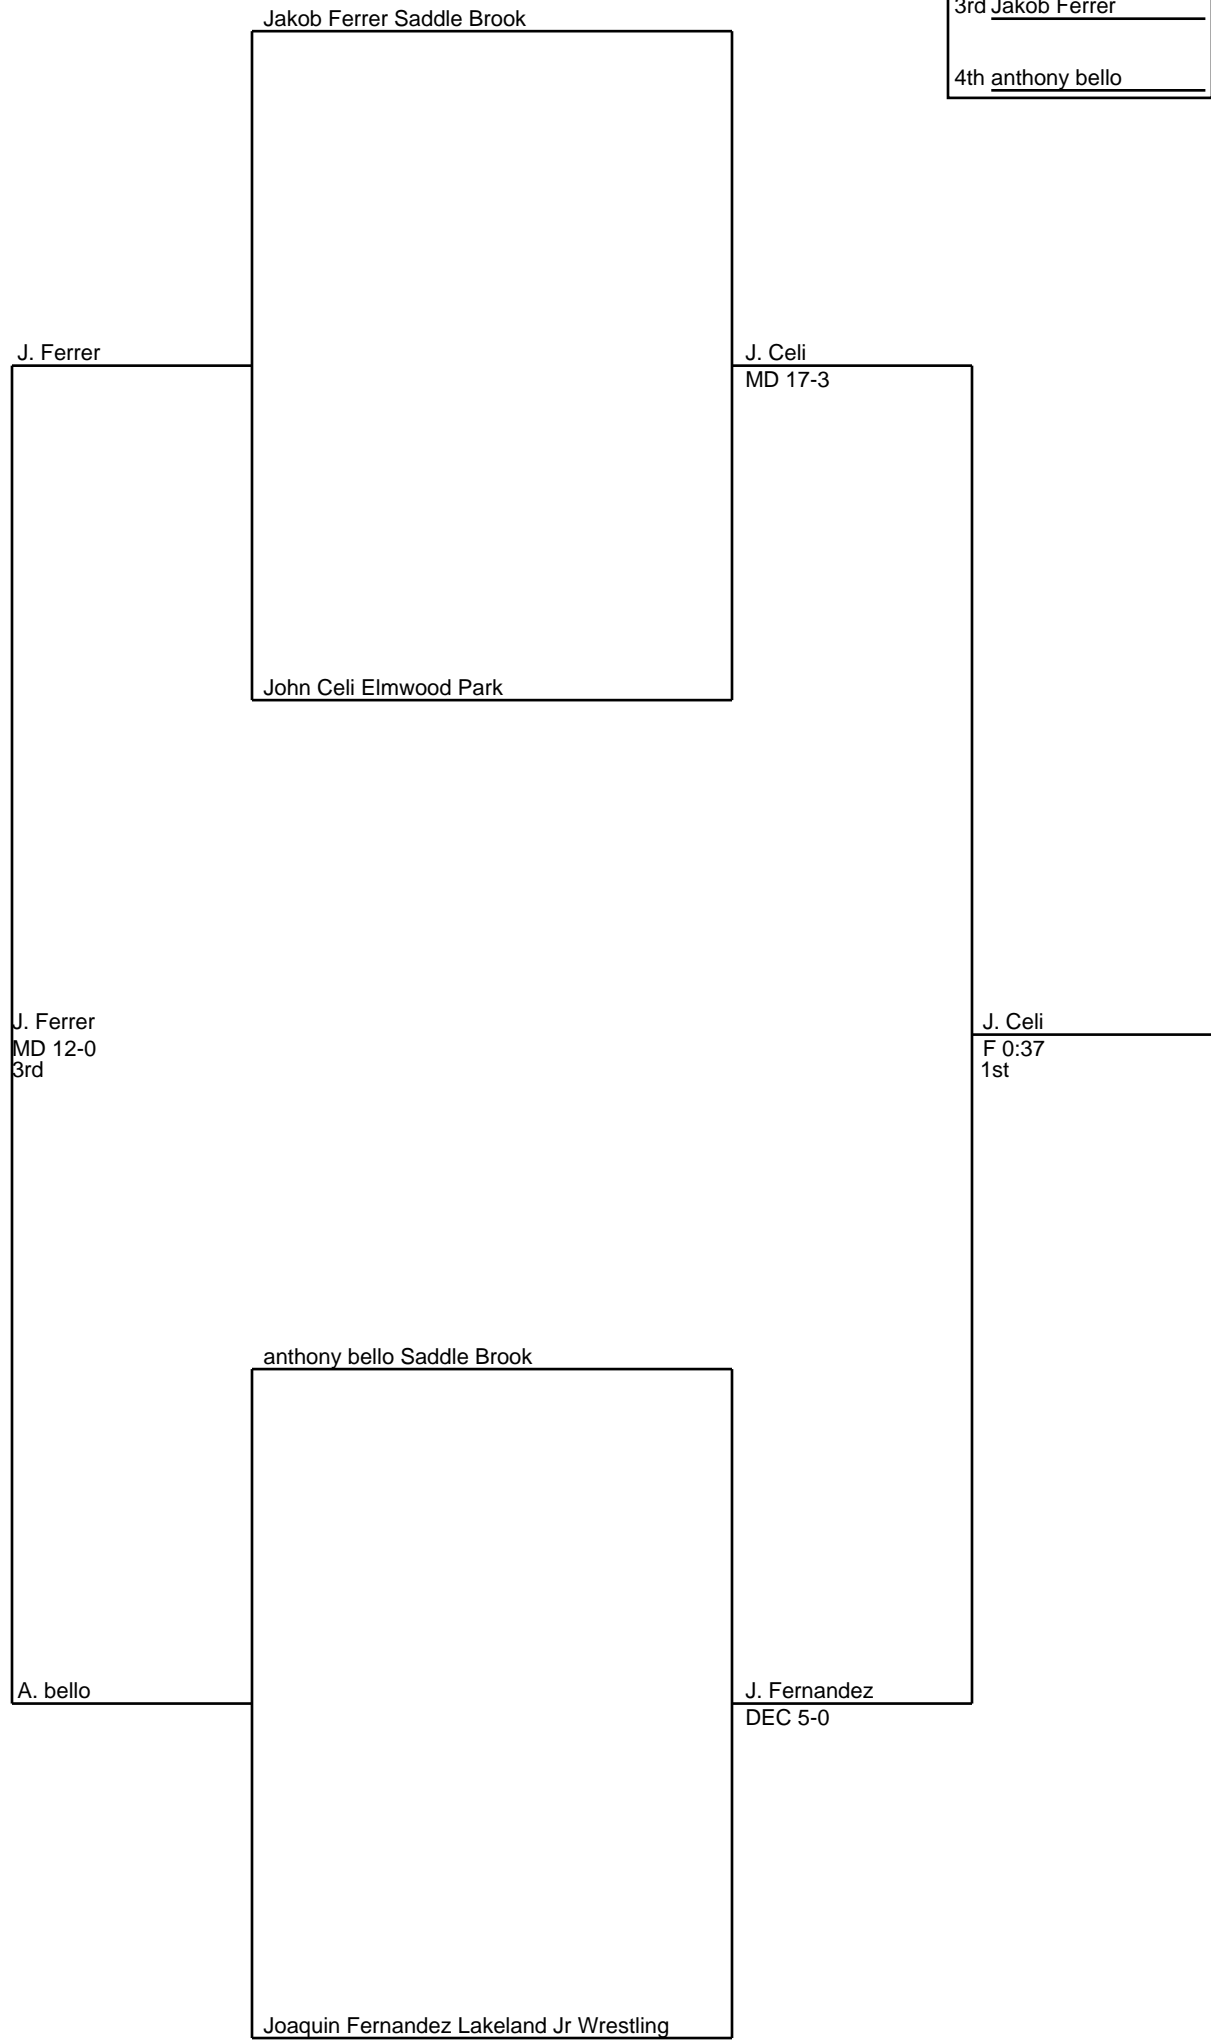 Jakob Ferrer Saddle Brook
3rd Jakob Ferrer
4th anthony bello
J. Ferrer
J. Celi
MD 17-3
John Celi Elmwood Park
J. Ferrer
MD 12-0
3rd
J. Celi
F 0:37
1st
anthony bello Saddle Brook
A. bello
J. Fernandez
DEC 5-0
Joaquin Fernandez Lakeland Jr Wrestling